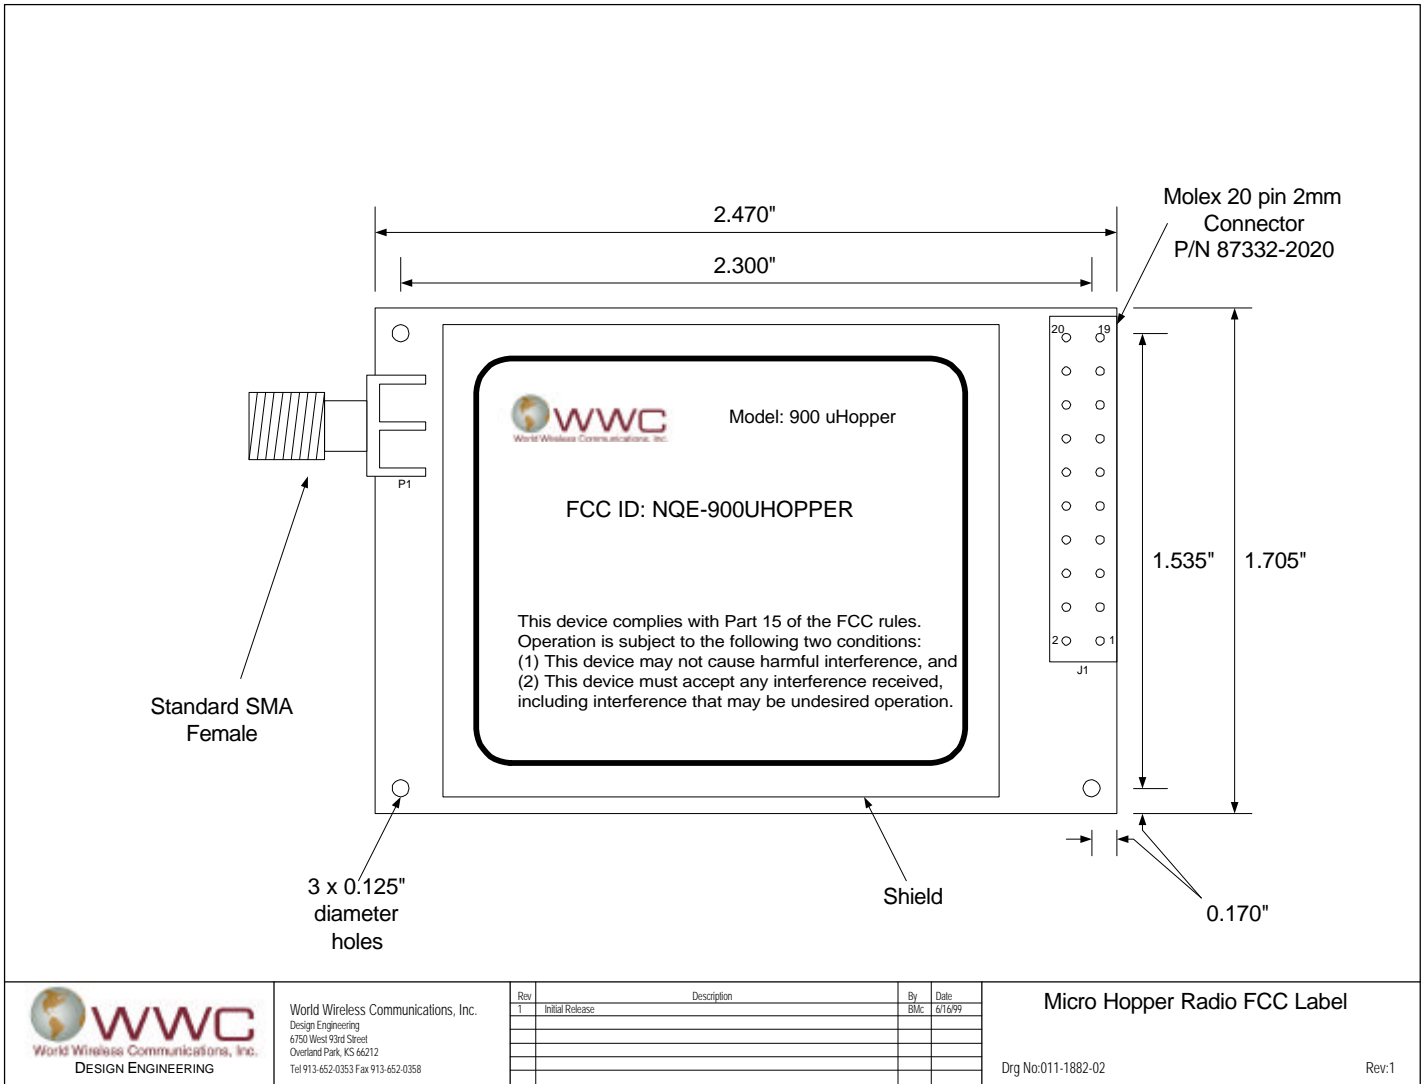 2.470"
2.300"
Molex 20 pin 2mm
Connector
P/N 87332-2020
20 19
WWC
World Wireless Communications, Inc.
Model: 900 uHopper
P1
FCC ID: NQE-900UHOPPER
1.535" 1.705"
This device complies with Part 15 of the FCC rules.
Operation is subject to the following two conditions:
(1) This device may not cause harmful interference, and
(2) This device must accept any interference received,
including interference that may be undesired operation.
2 1
J1
Standard SMA
Female
3 x 0.125"
diameter
holes
Shield
0.170"
WWC
World Wireless Communications, Inc.
DESIGN ENGINEERING
World Wireless Communications, Inc.
Design Engineering
6750 West 93rd Street
Overland Park, KS 66212
Tel 913-652-0353 Fax 913-652-0358
Rev Description By Date
1 Initial Release BMc 6/16/99
Micro Hopper Radio FCC Label
Drg No:011-1882-02 Rev:1